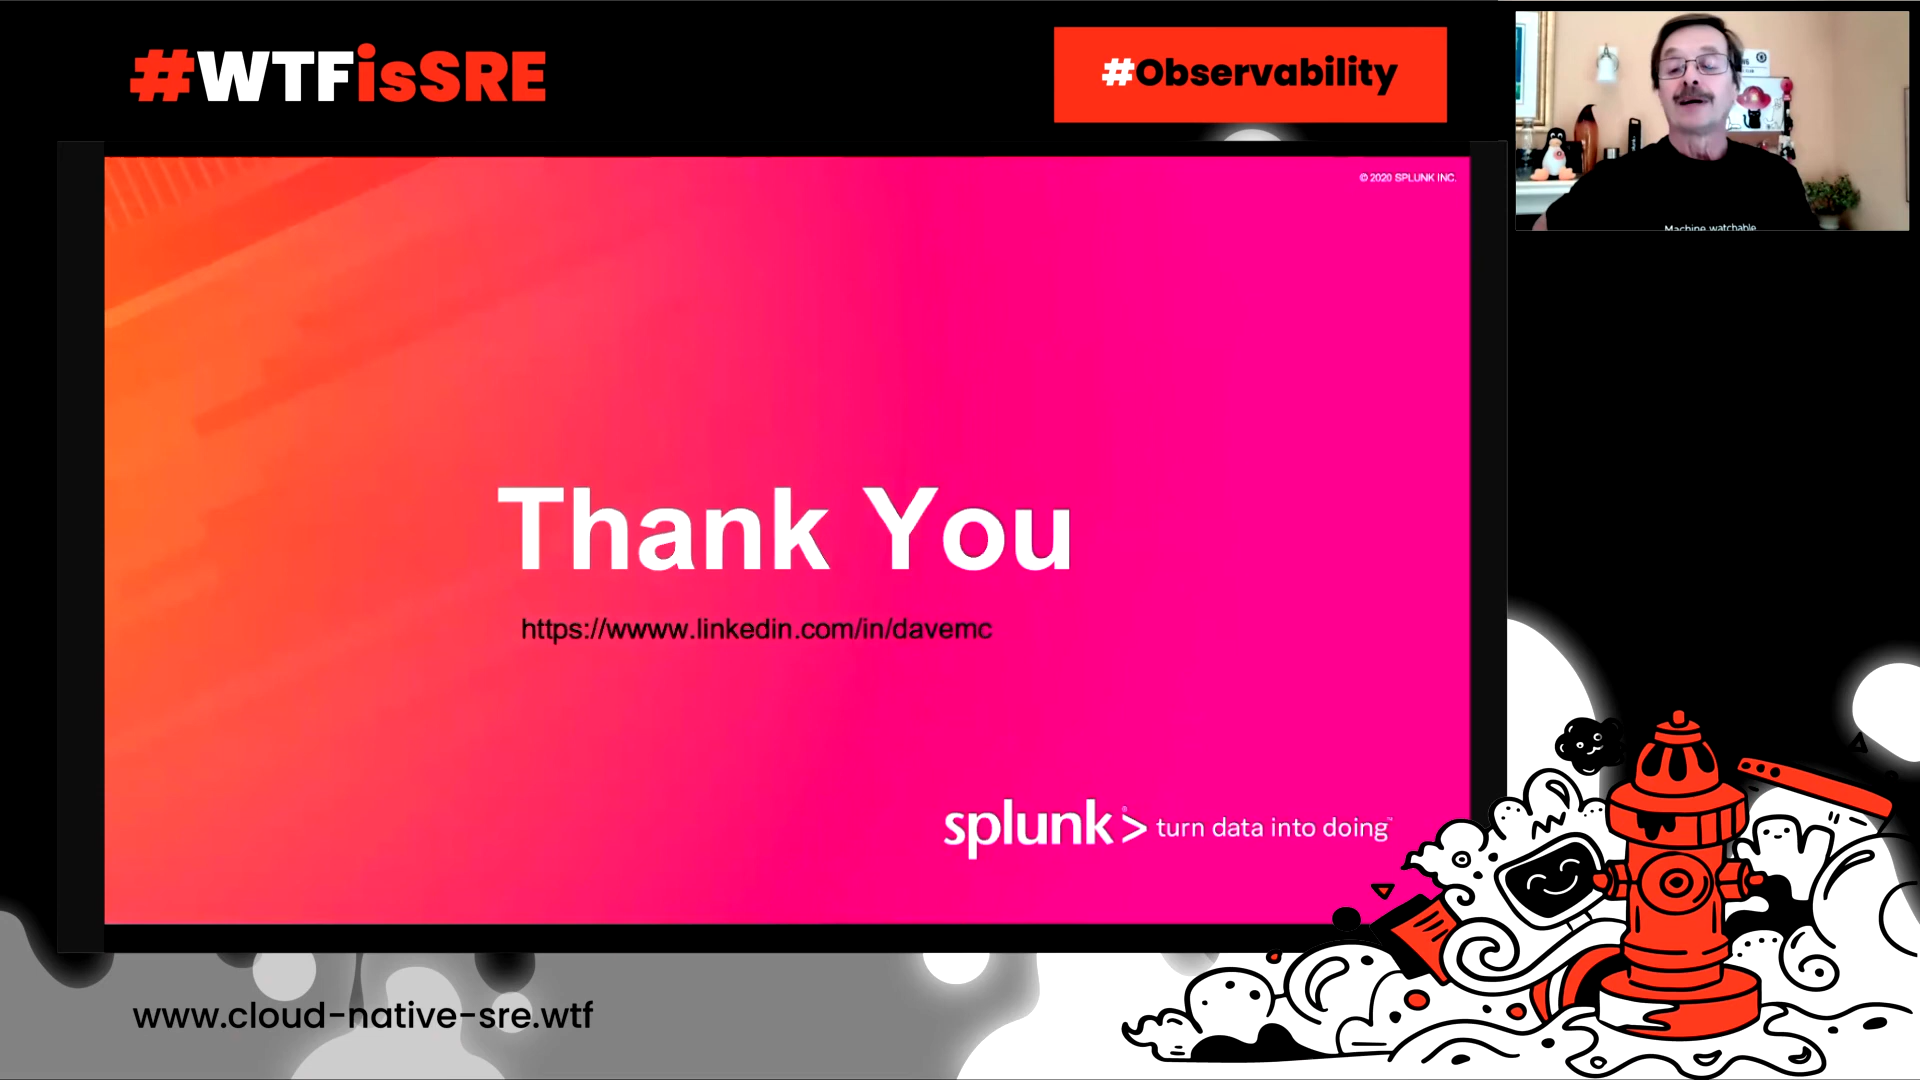 #WTFisSRE
#Observability
© 2020 SPLUNK INC.
Thank You
https://wwww.linkedin.com/in/davemc
splunk> turn data into doing™
Machine watchable
www.cloud-native-sre.wtf